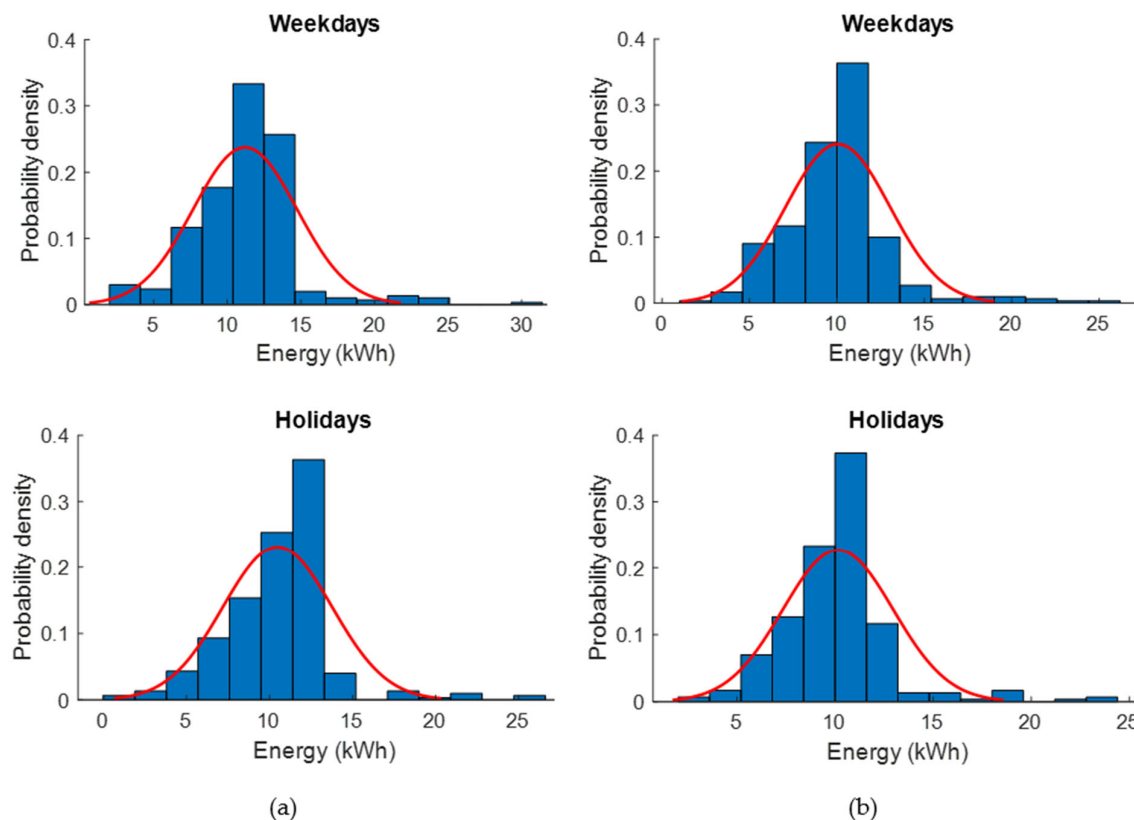 Weekdays
0.4
0.3
0.2
0.1
0
Probability density
5 10 15 20 25 30
Energy (kWh)
Weekdays
0.4
0.3
0.2
0.1
0
Probability density
0 5 10 15 20 25
Energy (kWh)
Holidays
0.4
0.3
0.2
0.1
0
Probability density
0 5 10 15 20 25
Energy (kWh)
Holidays
0.4
0.3
0.2
0.1
0
Probability density
5 10 15 20 25
Energy (kWh)
(a)
(b)